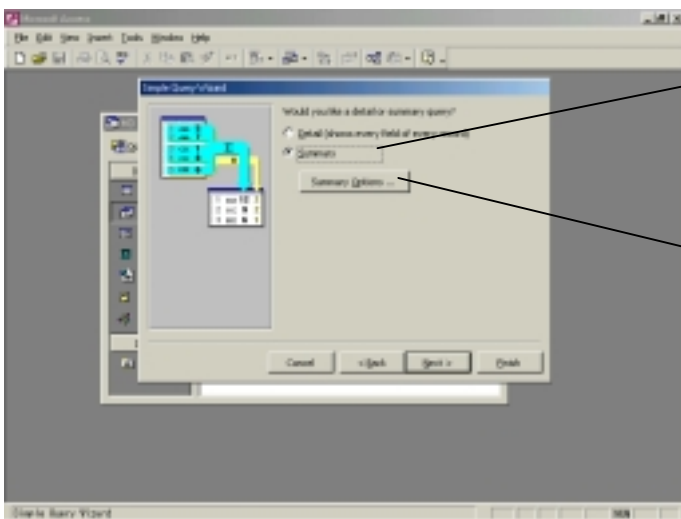 Microsoft Access
File Edit View Insert Tools Window Help
Simple Query Wizard
Would you like a detail or summary query?
Detail (shows every field of every record)
Summary
Summary Options ...
Cancel
< Back
Next >
Finish
Simple Query Wizard
NUM